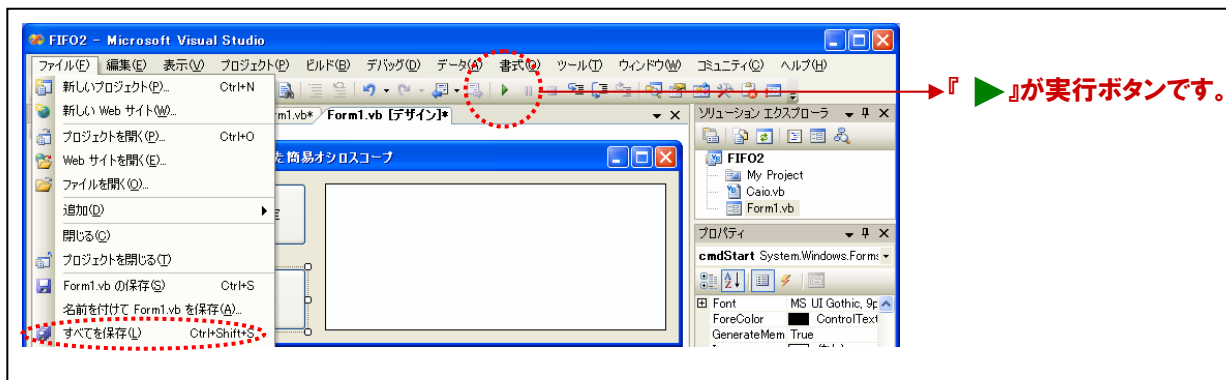 FIFO2 - Microsoft Visual Studio
ファイル(F) 編集(E) 表示(V) プロジェクト(P) ビルド(B) デバッグ(D) データ(A) 書式(O) ツール(T) ウィンドウ(W) コミュニティ(C) ヘルプ(H)
新しいプロジェクト(P)... Ctrl+N
新しい Web サイト(W)...
プロジェクトを開く(P)... Ctrl+O
Web サイトを開く(E)...
ファイルを開く(O)...
追加(D)
閉じる(C)
プロジェクトを閉じる(T)
Form1.vb の保存(S) Ctrl+S
名前を付けて Form1.vb を保存(A)...
すべてを保存(L) Ctrl+Shift+S
rm1.vb* Form1.vb [デザイン]*
た簡易オシロスコープ
定
ソリューション エクスプローラ
FIFO2
My Project
Caio.vb
Form1.vb
プロパティ
cmdStart System.Windows.Forms
Font MS UI Gothic, 9p
ForeColor ControlText
GenerateMem True
『 ▶ 』が実行ボタンです。